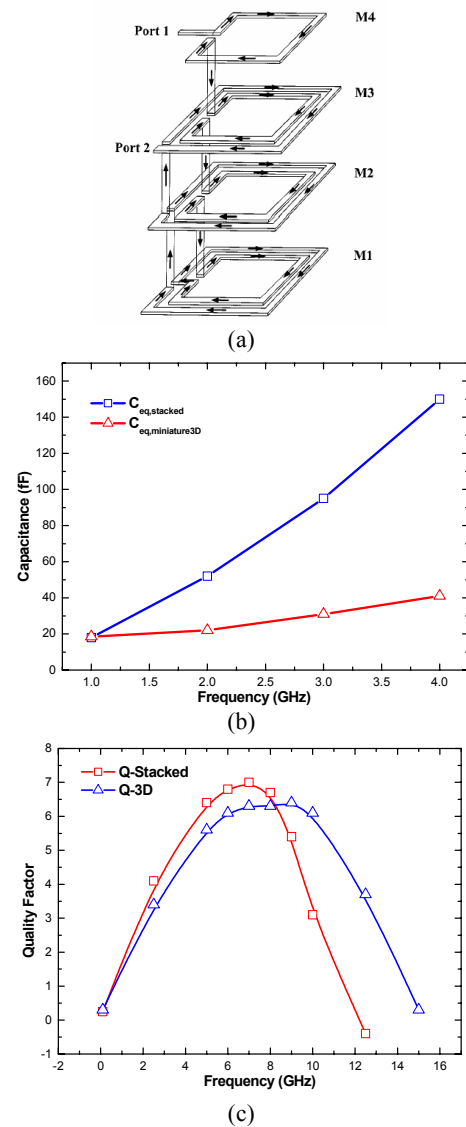 Port 1
M4
M3
Port 2
M2
M1
(a)
160
140
120
100
80
60
40
20
0
Capacitance (fF)
C_eq,stacked
C_eq,miniature3D
1.0 1.5 2.0 2.5 3.0 3.5 4.0
Frequency (GHz)
(b)
8
7
6
5
4
3
2
1
0
-1
Quality Factor
Q-Stacked
Q-3D
-2 0 2 4 6 8 10 12 14 16
Frequency (GHz)
(c)